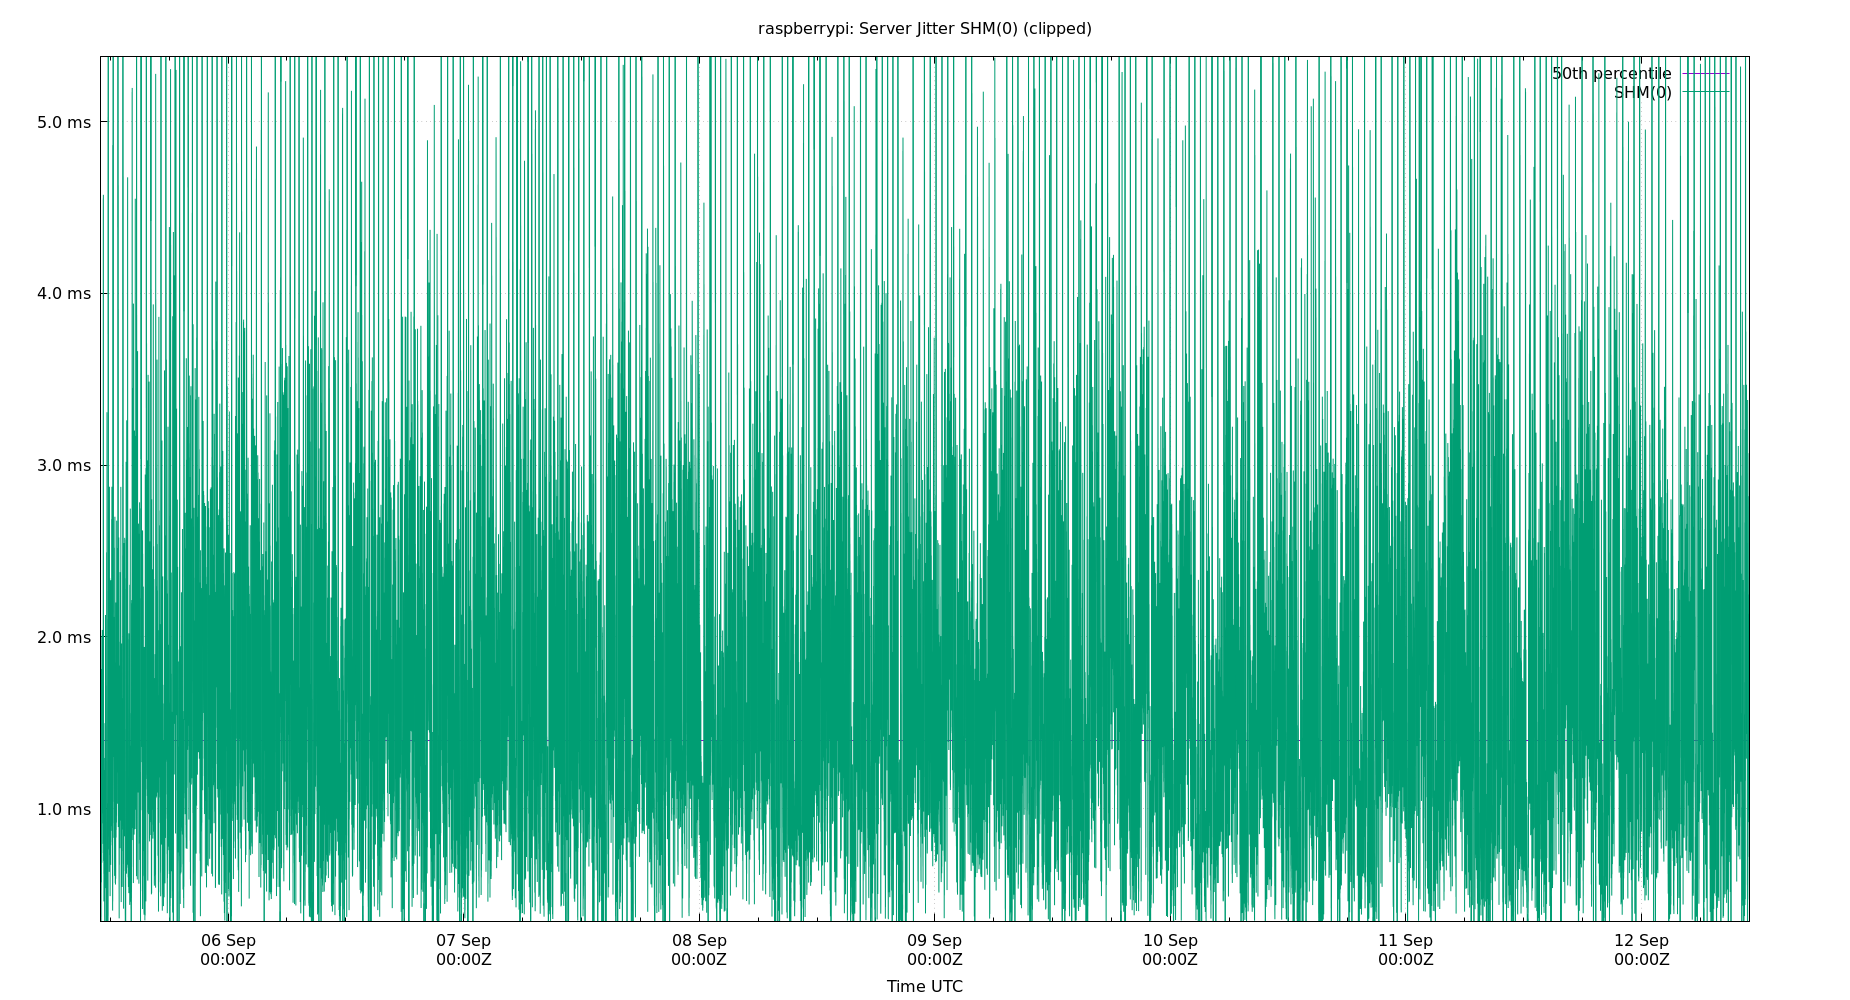 raspberrypi: Server Jitter SHM(0) (clipped)
50th percentile
SHM(0)
5.0 ms
4.0 ms
3.0 ms
2.0 ms
1.0 ms
06 Sep 07 Sep 08 Sep 09 Sep 10 Sep 11 Sep 12 Sep
00:00Z 00:00Z 00:00Z 00:00Z 00:00Z 00:00Z 00:00Z
Time UTC